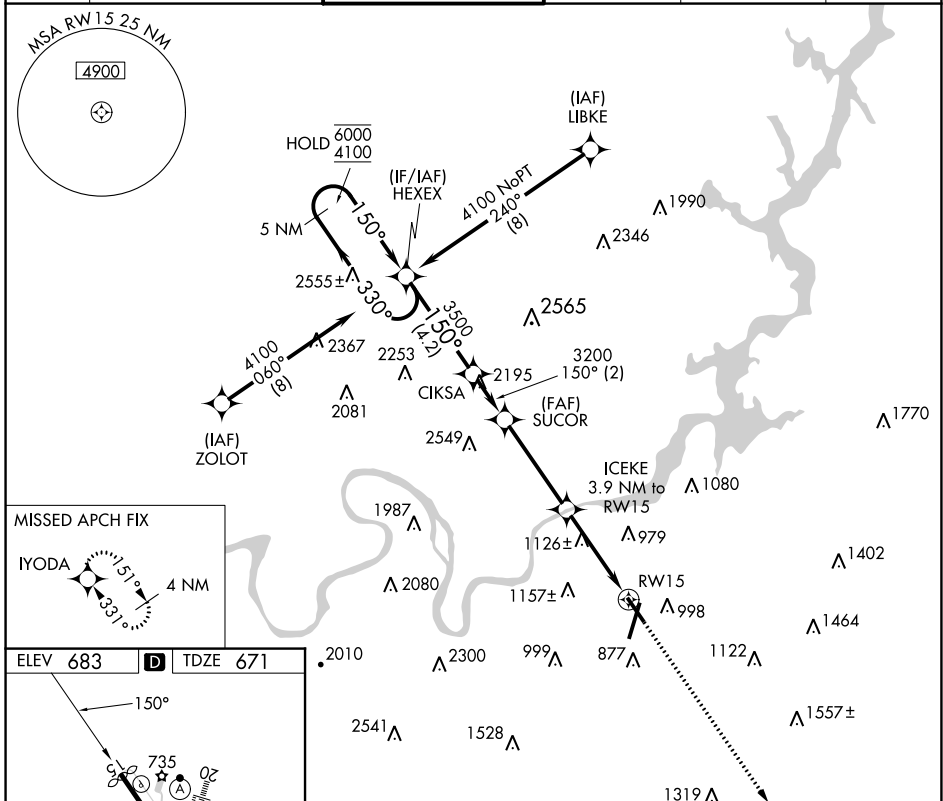 MSA RW15 25 NM
4900
(IAF)
LIBKE
HOLD 6000
4100
(IF/IAF)
HEXEX
4100 NoPT
240°
(8)
5 NM
150°
330°
1990
2346
2555±
3500
150°
(4.2)
2565
4100
060°
(8)
2367
2253
2081
2195
CIKSA
3200
150° (2)
(FAF)
SUCOR
(IAF)
ZOLOT
2549
1770
ICEKE
3.9 NM to
RW15
1080
1987
979
1126±
1402
MISSED APCH FIX
IYODA
151°
331°
4 NM
2080
1157±
RW15
998
1464
ELEV 683 D TDZE 671
2010
2300
999
877
1122
150°
2541
1528
1557±
735
15
P
A
20
1319